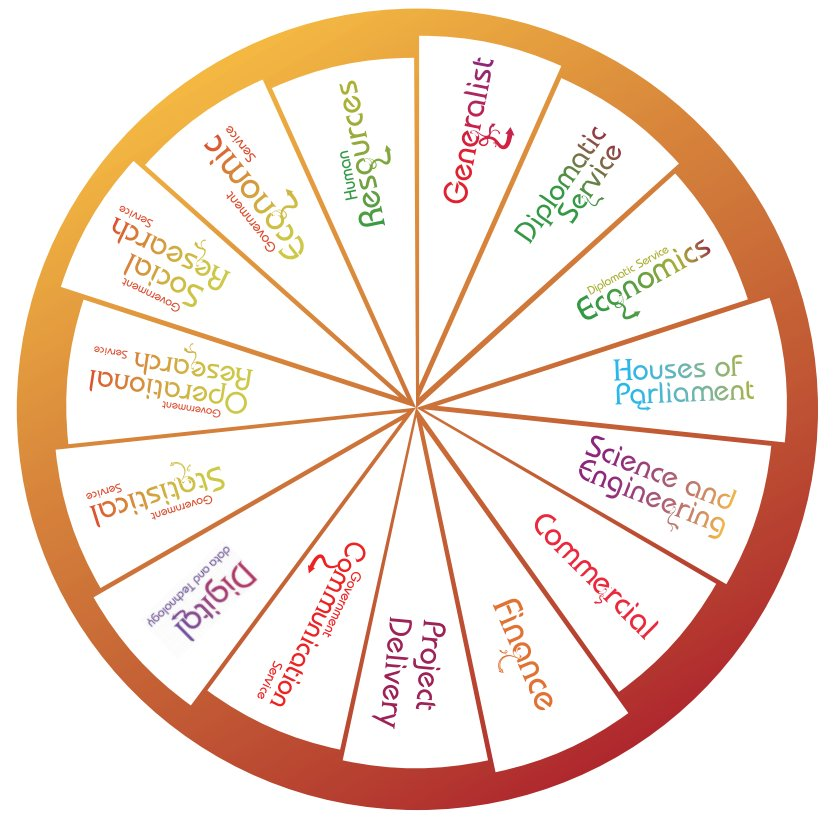 Generalist
Diplomatic
Service
Diplomatic Service
Economics
Houses of
Parliament
Science and
Engineering
Commercial
Finance
Project
Delivery
Government
Communication
Service
Digital
data and Technology
Government
Statistical
Service
Government
Operational
Research Service
Government
Social
Research
Service
Government
Economic
Service
Human
Resources